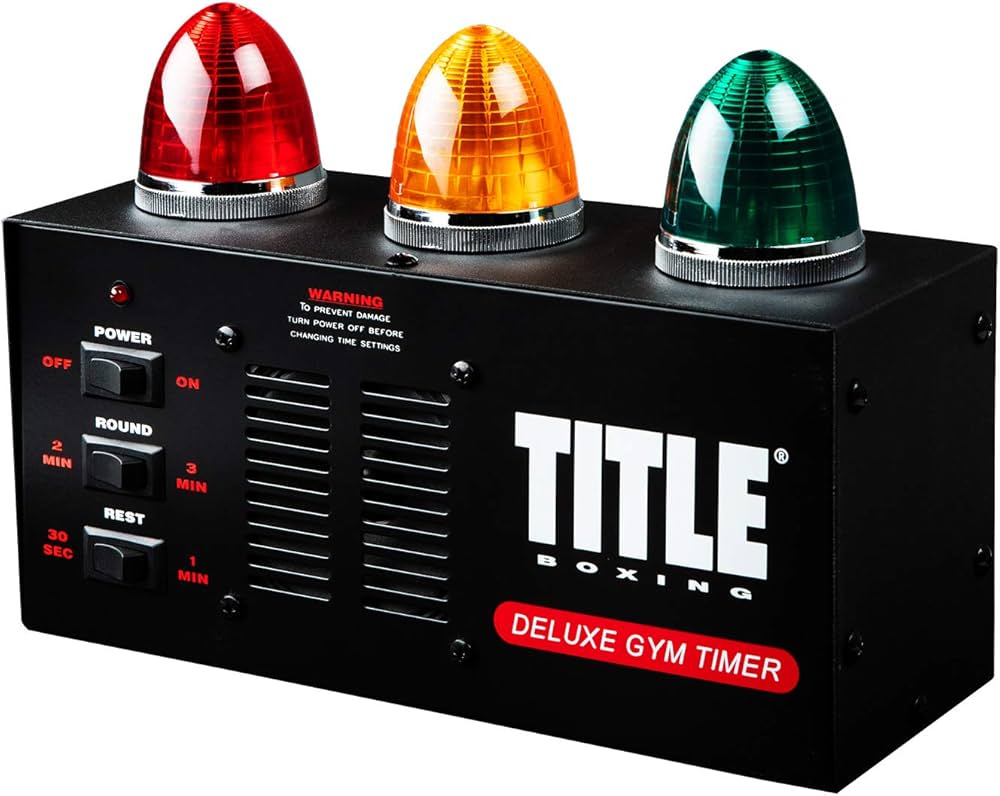 WARNING
TO PREVENT DAMAGE
TURN POWER OFF BEFORE
CHANGING TIME SETTINGS
POWER
OFF
ON
ROUND
2
MIN
3
MIN
REST
30
SEC
1
MIN
TITLE®
BOXING
DELUXE GYM TIMER